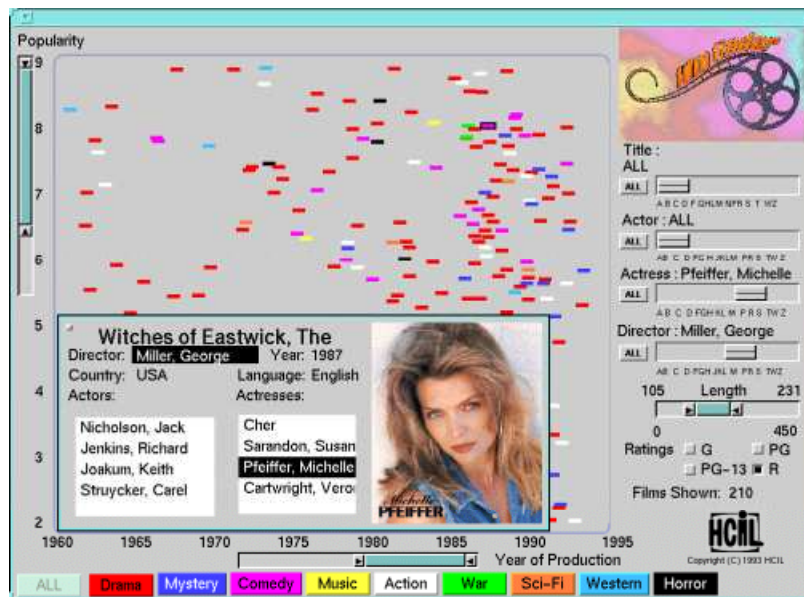 Popularity
9
8
7
6
5
4
3
2
1960 1965 1970 1975 1980 1985 1990 1995
Year of Production
Witches of Eastwick, The
Director: Miller, George Year: 1987
Country: USA Language: English
Actors: Actresses:
Nicholson, Jack
Jenkins, Richard
Joakum, Keith
Struycker, Carel
Cher
Sarandon, Susan
Pfeiffer, Michelle
Cartwright, Vero
Michelle
PFEIFFER
Title :
ALL
ALL
Actor : ALL
ALL
Actress : Pfeiffer, Michelle
ALL
Director : Miller, George
ALL
105 Length 231
0 450
Ratings G PG
PG-13 R
Films Shown: 210
HCIL
Copyright (C) 1993 HCIL
ALL Drama Mystery Comedy Music Action War Sci-Fi Western Horror